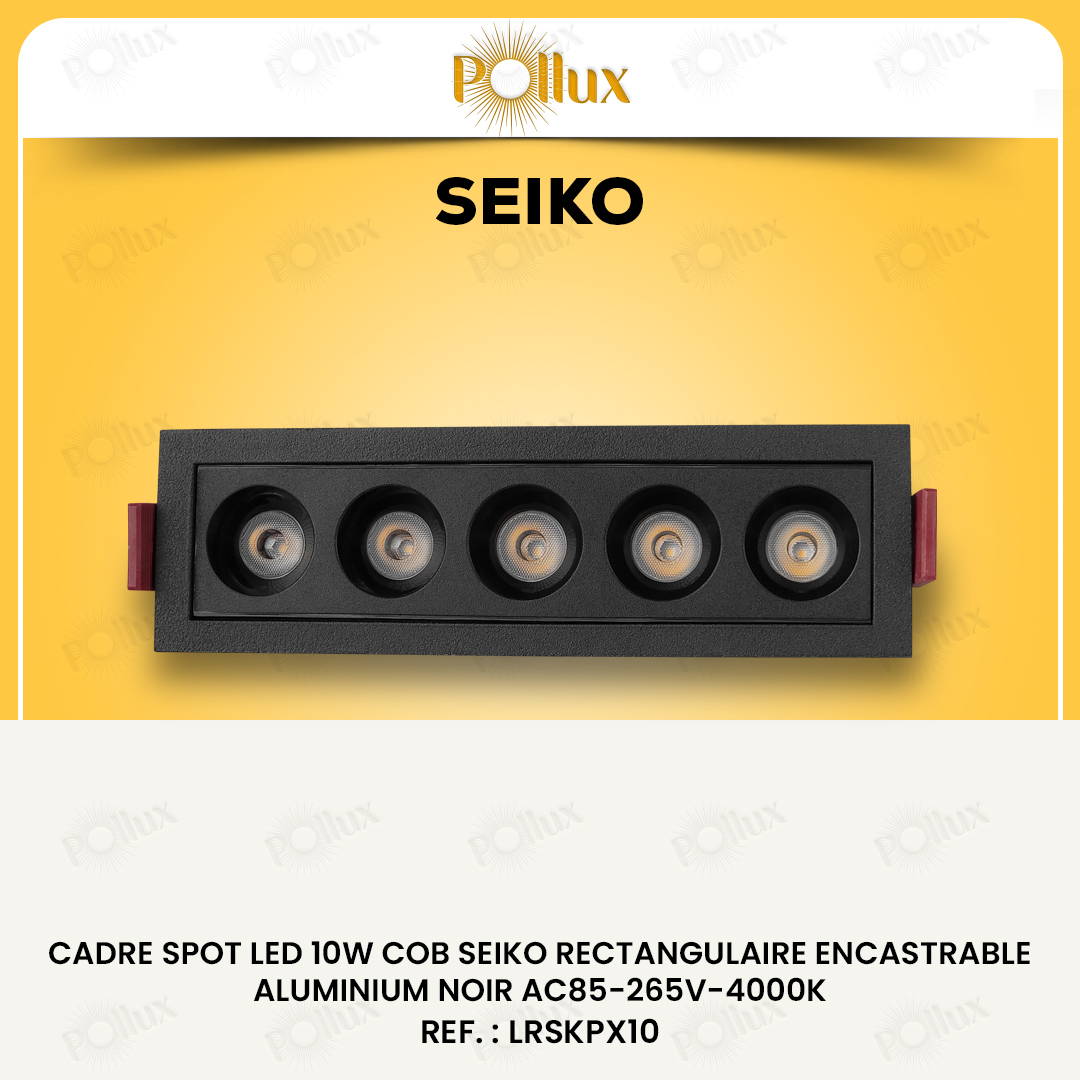 Pollux
SEIKO
CADRE SPOT LED 10W COB SEIKO RECTANGULAIRE ENCASTRABLE
ALUMINIUM NOIR AC85-265V-4000K
REF. : LRSKPX10